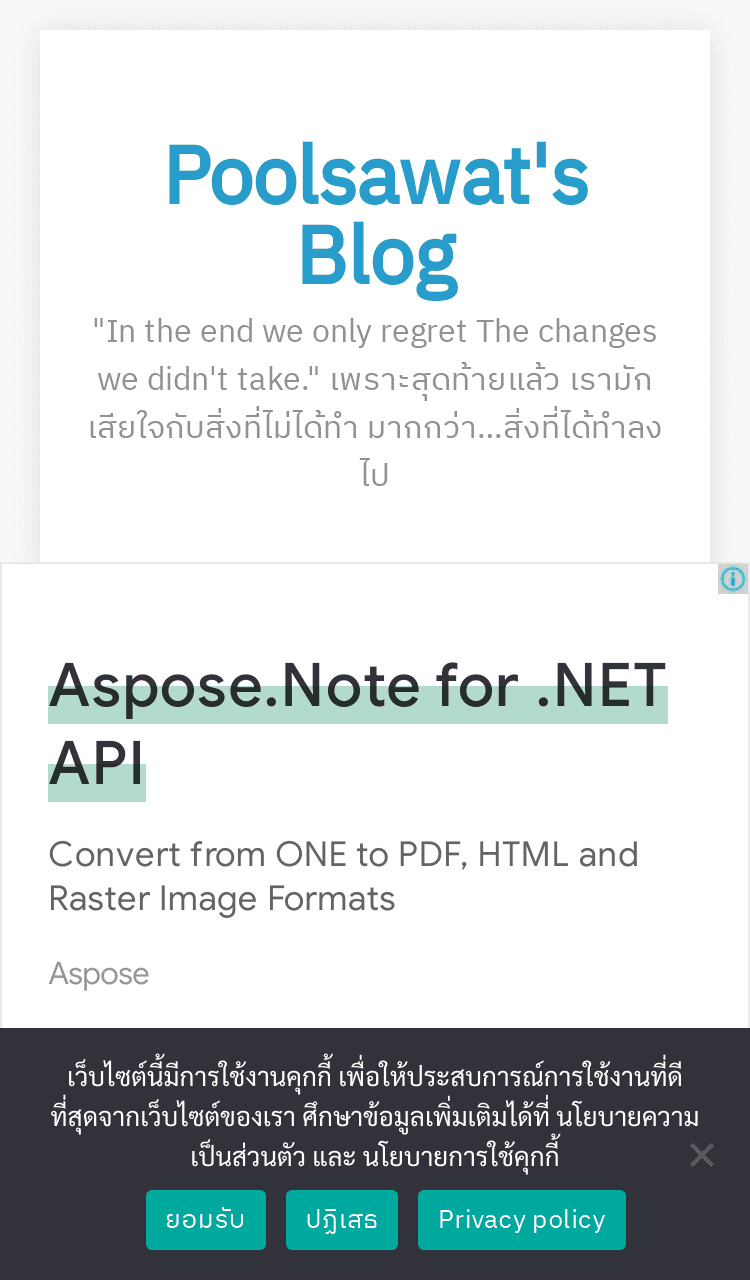 Poolsawat's
Blog
"In the end we only regret The changes
we didn't take." เพราะสุดท้ายแล้ว เรามัก
เสียใจกับสิ่งที่ไม่ได้ทำ มากกว่า...สิ่งที่ได้ทำลง
ไป
Aspose.Note for .NET
API
Convert from ONE to PDF, HTML and
Raster Image Formats
Aspose
เว็บไซต์นี้มีการใช้งานคุกกี้ เพื่อให้ประสบการณ์การใช้งานที่ดี
ที่สุดจากเว็บไซต์ของเรา ศึกษาข้อมูลเพิ่มเติมได้ที่ นโยบายความ
เป็นส่วนตัว และ นโยบายการใช้คุกกี้
ยอมรับ ปฏิเสธ Privacy policy